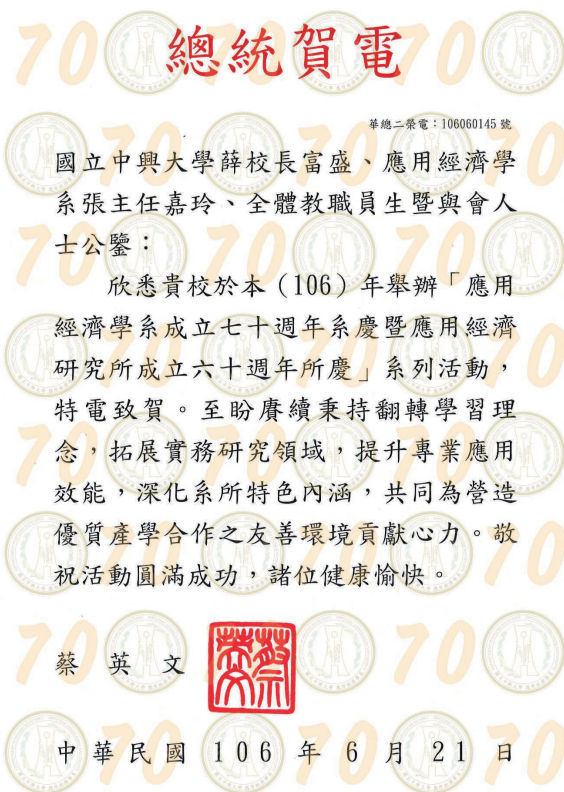 總統賀電
華總二榮電：106060145 號
國立中興大學薛校長富盛、應用經濟學
系張主任嘉玲、全體教職員生暨與會人
士公鑒：
欣悉貴校於本（106）年舉辦「應用
經濟學系成立七十週年系慶暨應用經濟
研究所成立六十週年所慶」系列活動，
特電致賀。至盼賡續秉持翻轉學習理
念，拓展實務研究領域，提升專業應用
效能，深化系所特色內涵，共同為營造
優質產學合作之友善環境貢獻心力。敬
祝活動圓滿成功，諸位健康愉快。
蔡 英 文
蔡英文
中 華 民 國 106 年 6 月 21 日
70